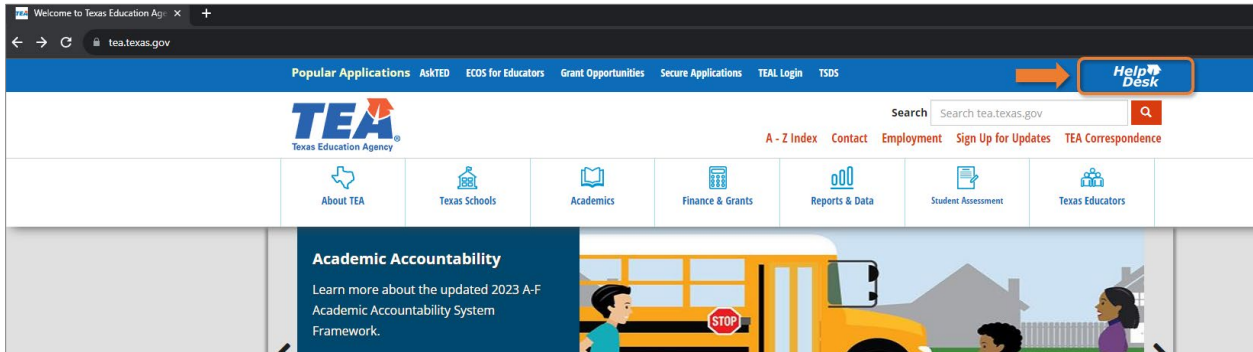 TEA Welcome to Texas Education Age
tea.texas.gov
Popular Applications AskTED ECOS for Educators Grant Opportunities Secure Applications TEAL Login TSDS
Help Desk
TEA
Texas Education Agency
Search Search tea.texas.gov
A - Z Index Contact Employment Sign Up for Updates TEA Correspondence
About TEA Texas Schools Academics Finance & Grants Reports & Data Student Assessment Texas Educators
Academic Accountability
Learn more about the updated 2023 A-F
Academic Accountability System
Framework.
STOP